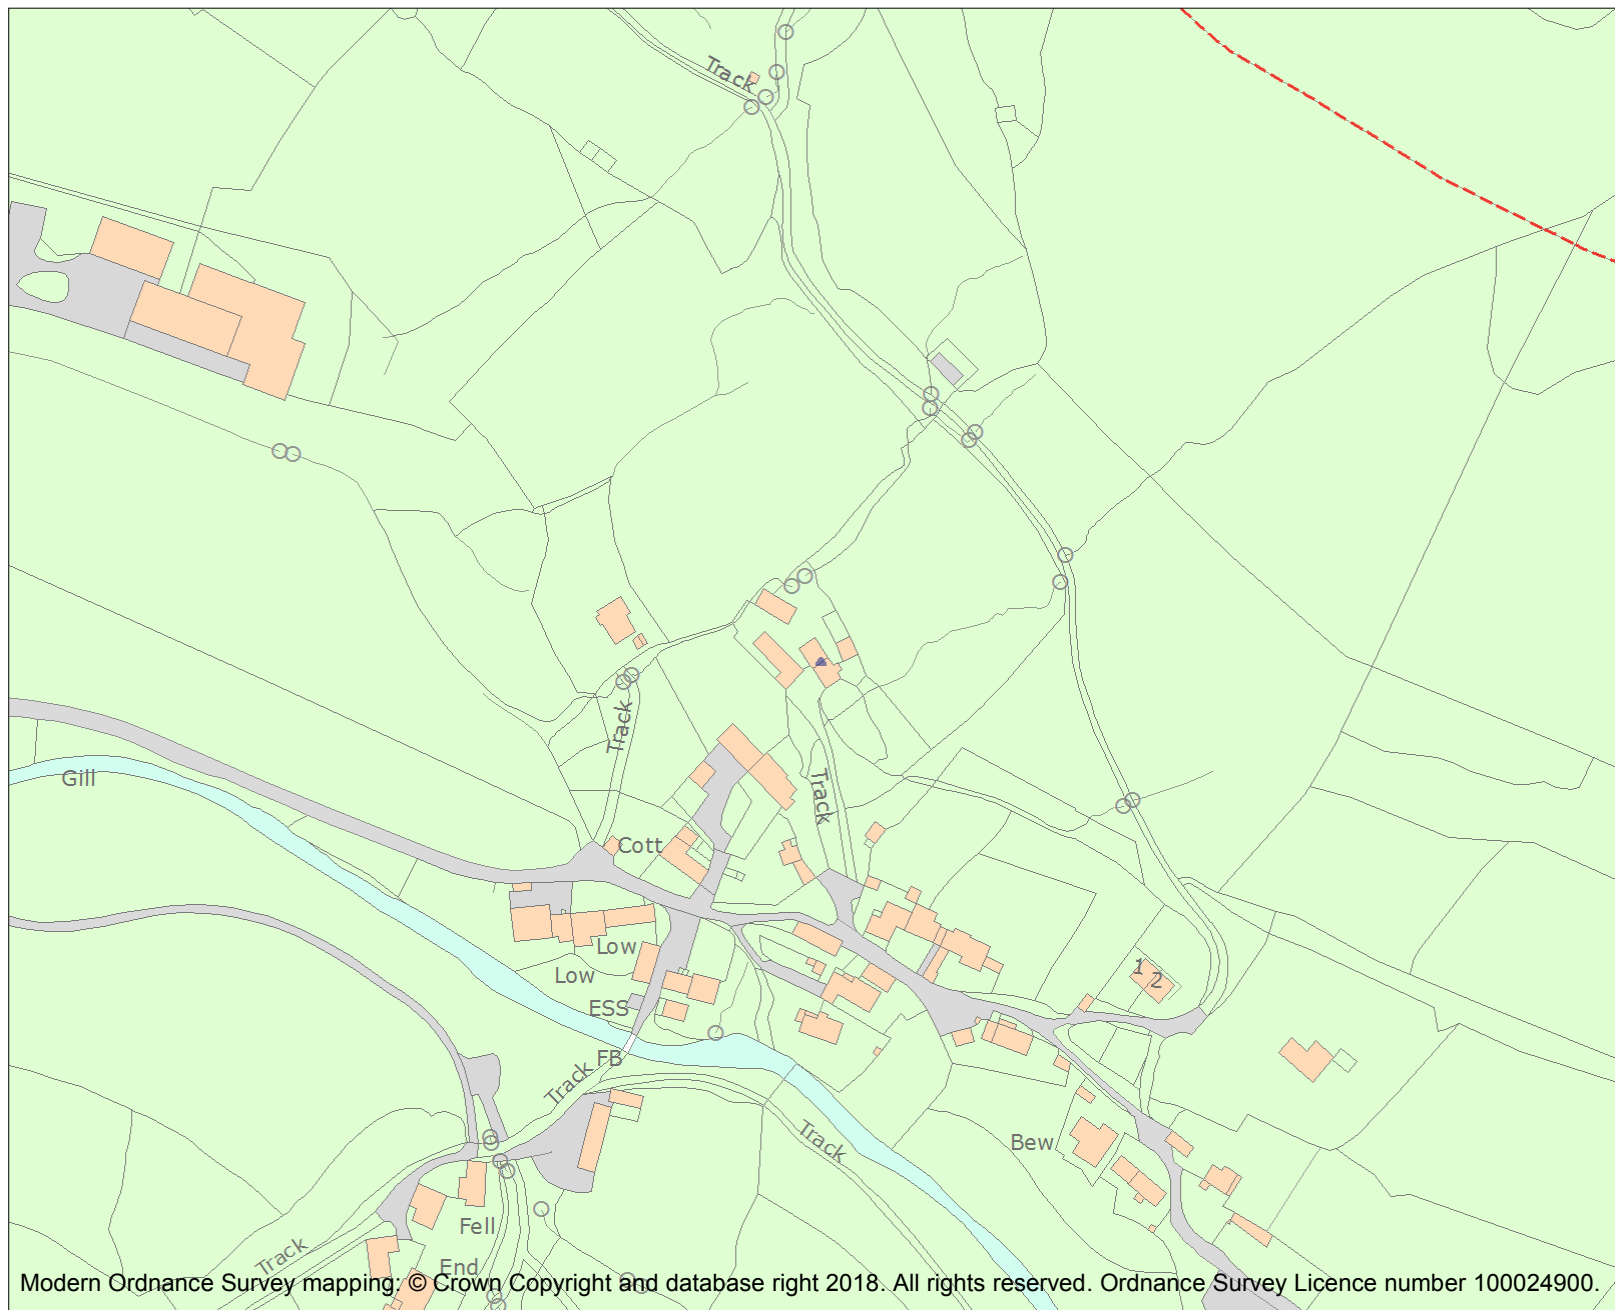 Track
Gill
Track
Track
Cott
Low
Low
1
2
ESS
FB
Track
Track
Bew
Fell
Track
End
Modern Ordnance Survey mapping: © Crown Copyright and database right 2018. All rights reserved. Ordnance Survey Licence number 100024900.